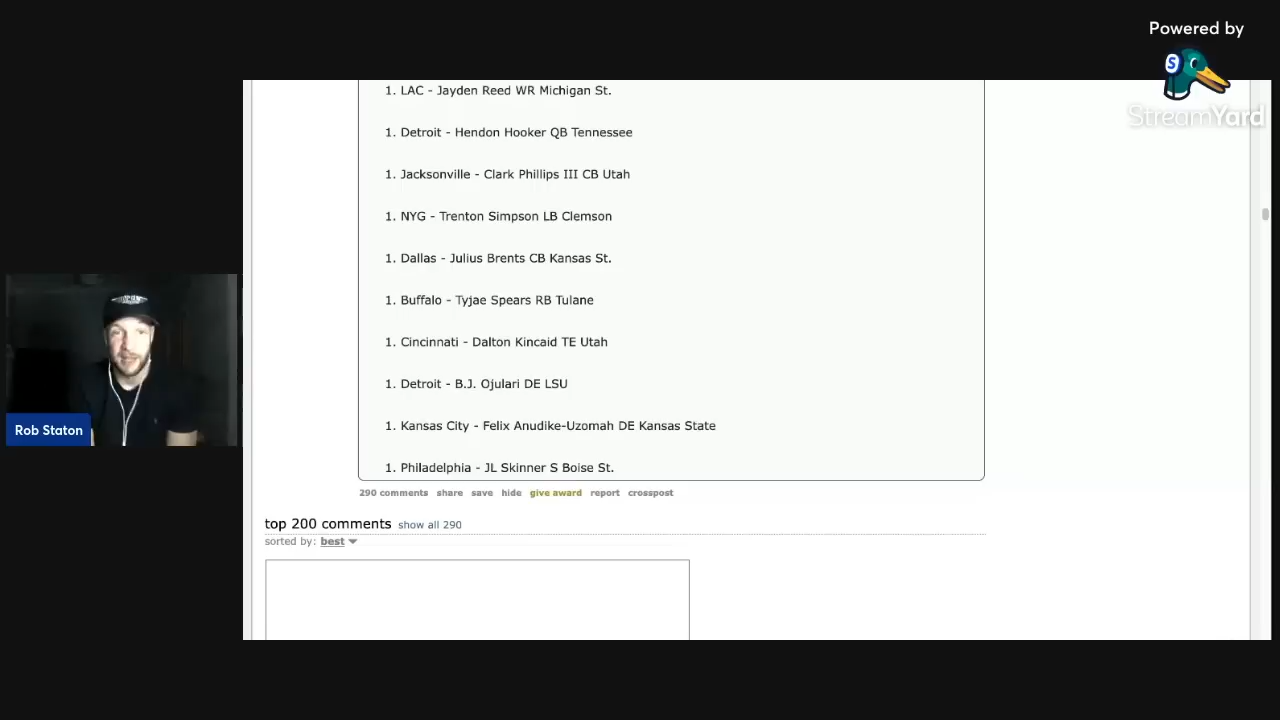 Powered by
S
StreamYard
1. LAC - Jayden Reed WR Michigan St.
1. Detroit - Hendon Hooker QB Tennessee
1. Jacksonville - Clark Phillips III CB Utah
1. NYG - Trenton Simpson LB Clemson
1. Dallas - Julius Brents CB Kansas St.
1. Buffalo - Tyjae Spears RB Tulane
1. Cincinnati - Dalton Kincaid TE Utah
1. Detroit - B.J. Ojulari DE LSU
1. Kansas City - Felix Anudike-Uzomah DE Kansas State
1. Philadelphia - JL Skinner S Boise St.
290 comments share save hide give award report crosspost
top 200 comments show all 290
sorted by: best
Rob Staton